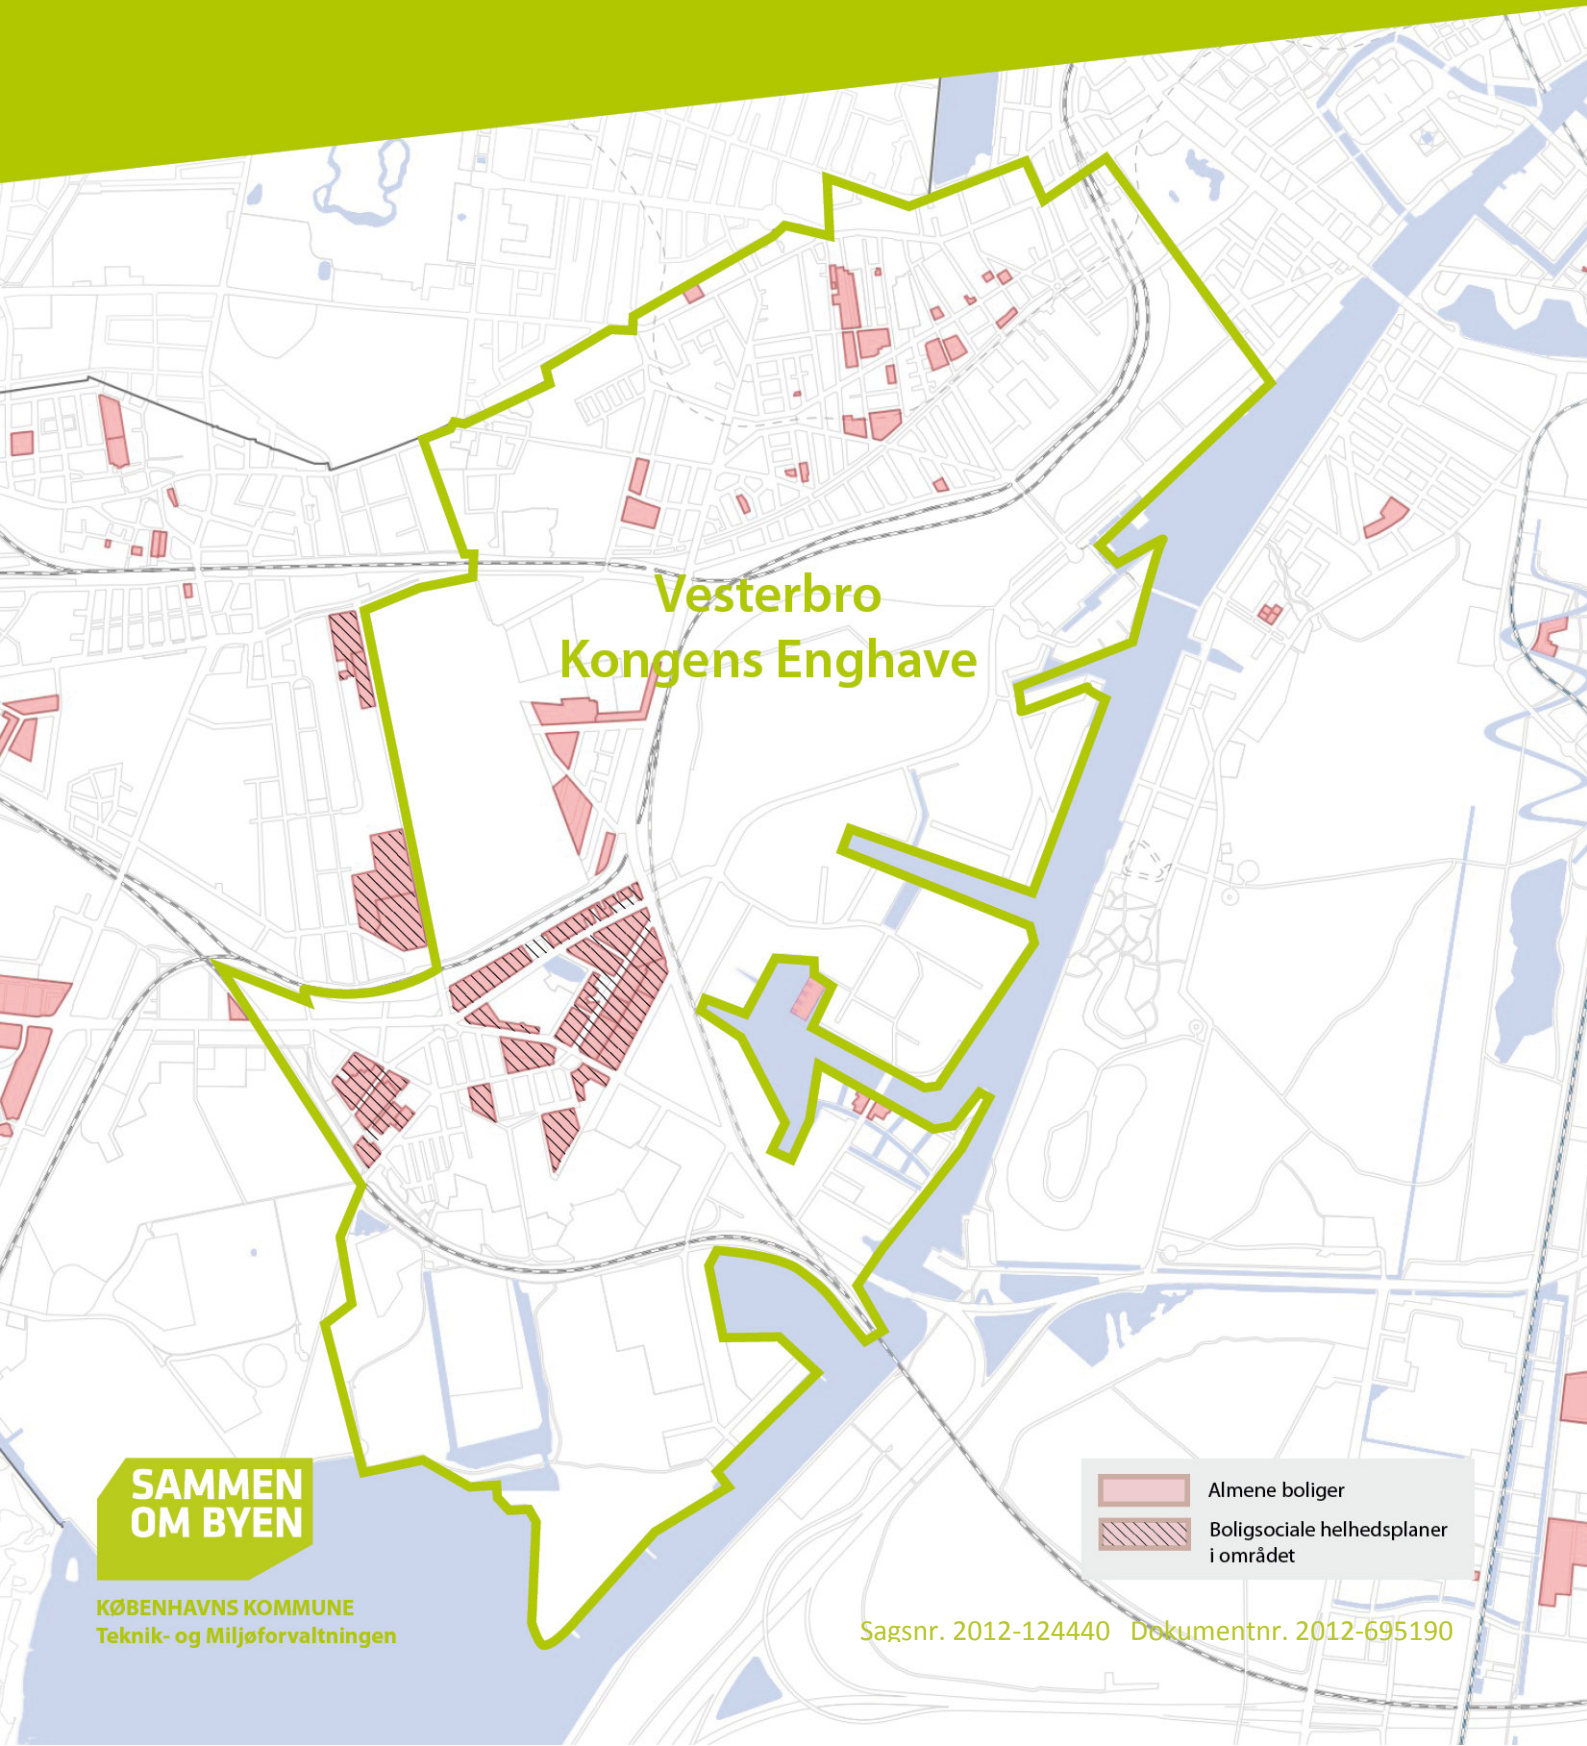 Vesterbro
Kongens Enghave
SAMMEN
OM BYEN
KØBENHAVNS KOMMUNE
Teknik- og Miljøforvaltningen
Almene boliger
Boligsociale helhedsplaner
i området
Sagsnr. 2012-124440 Dokumentnr. 2012-695190